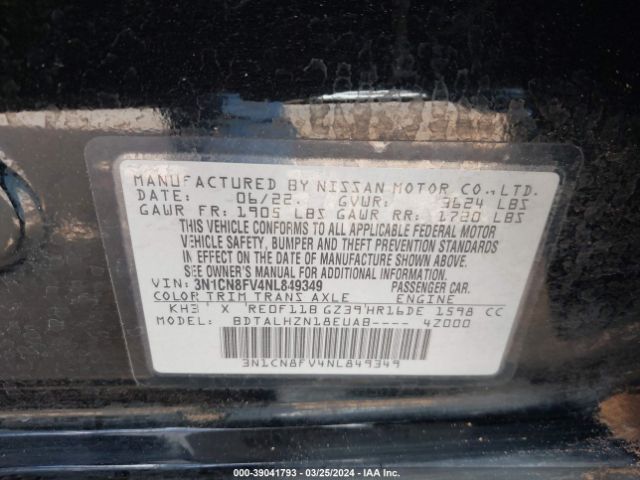 MANUFACTURED BY NISSAN MOTOR CO.,LTD.
DATE: 06/22. GVWR: 3624 LBS
GAWR FR: 1905 LBS GAWR RR: 1720 LBS
THIS VEHICLE CONFORMS TO ALL APPLICABLE FEDERAL MOTOR
VEHICLE SAFETY, BUMPER AND THEFT PREVENTION STANDARDS
IN EFFECT ON THE DATE OF MANUFACTURE SHOWN ABOVE.
SEE OWNER'S MANUAL FOR ADDITIONAL INFORMATION.
VIN: 3N1CN8FV4NL849349 PASSENGER CAR.
COLOR TRIM TRANS AXLE ENGINE
KH3 X RE0F11B GZ39 HR16DE 1598 CC
MODEL: BDTALHZN18EUAB---- 4Z000
3N1CN8FV4NL849349
000-39041793 - 03/25/2024 - IAA Inc.